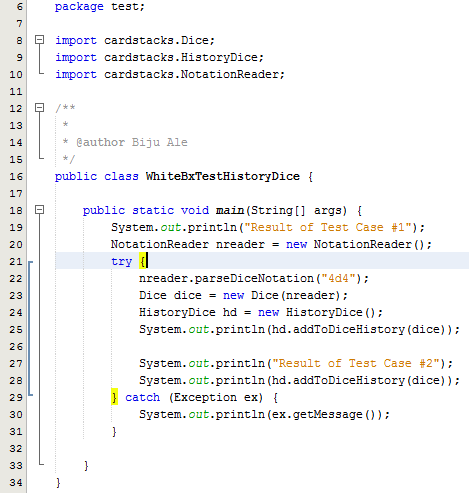 6 package test;
7
8 import cardstacks.Dice;
9 import cardstacks.HistoryDice;
10 import cardstacks.NotationReader;
11
12 /**
13 *
14 * @author Biju Ale
15 */
16 public class WhiteBxTestHistoryDice {
17
18 public static void main(String[] args) {
19 System.out.println("Result of Test Case #1");
20 NotationReader nreader = new NotationReader();
21 try {
22 nreader.parseDiceNotation("4d4");
23 Dice dice = new Dice(nreader);
24 HistoryDice hd = new HistoryDice();
25 System.out.println(hd.addToDiceHistory(dice));
26
27 System.out.println("Result of Test Case #2");
28 System.out.println(hd.addToDiceHistory(dice));
29 } catch (Exception ex) {
30 System.out.println(ex.getMessage());
31 }
32
33 }
34 }